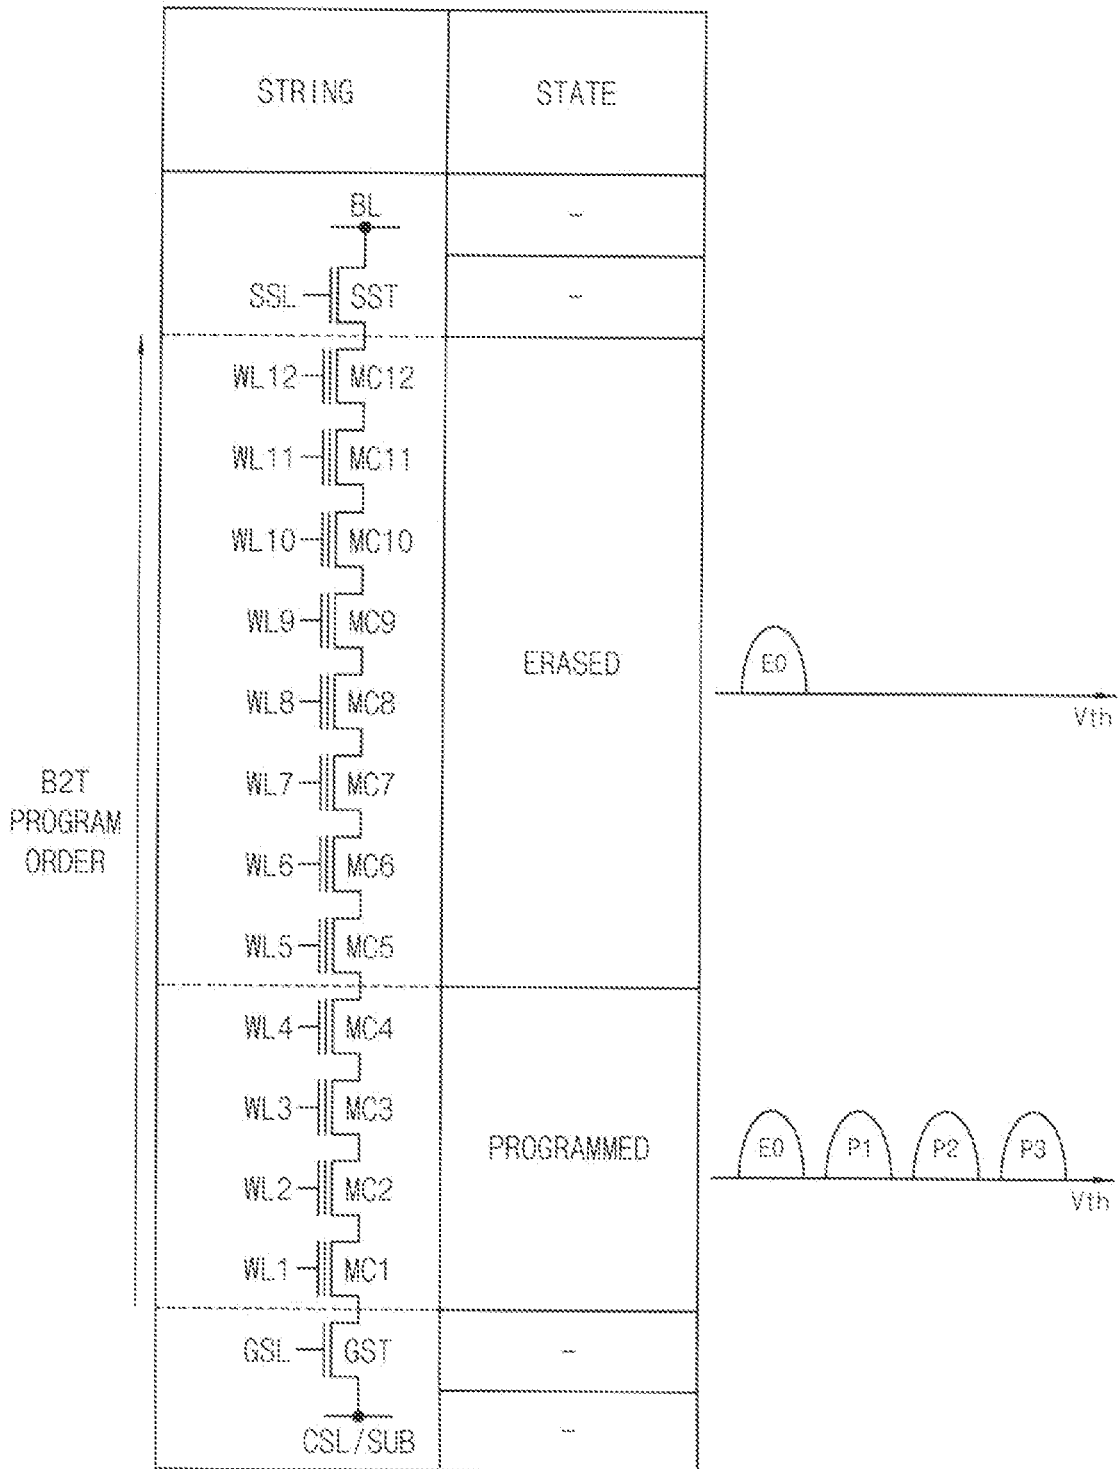 STRING STATE
BL -
SSL SST -
WL12 MC12
WL11 MC11
WL10 MC10
WL9 MC9
WL8 MC8
WL7 MC7
WL6 MC6
WL5 MC5
ERASED
E0
Vth
B2T
PROGRAM
ORDER
WL4 MC4
WL3 MC3
WL2 MC2
WL1 MC1
PROGRAMMED
E0 P1 P2 P3
Vth
GSL GST -
CSL/SUB -